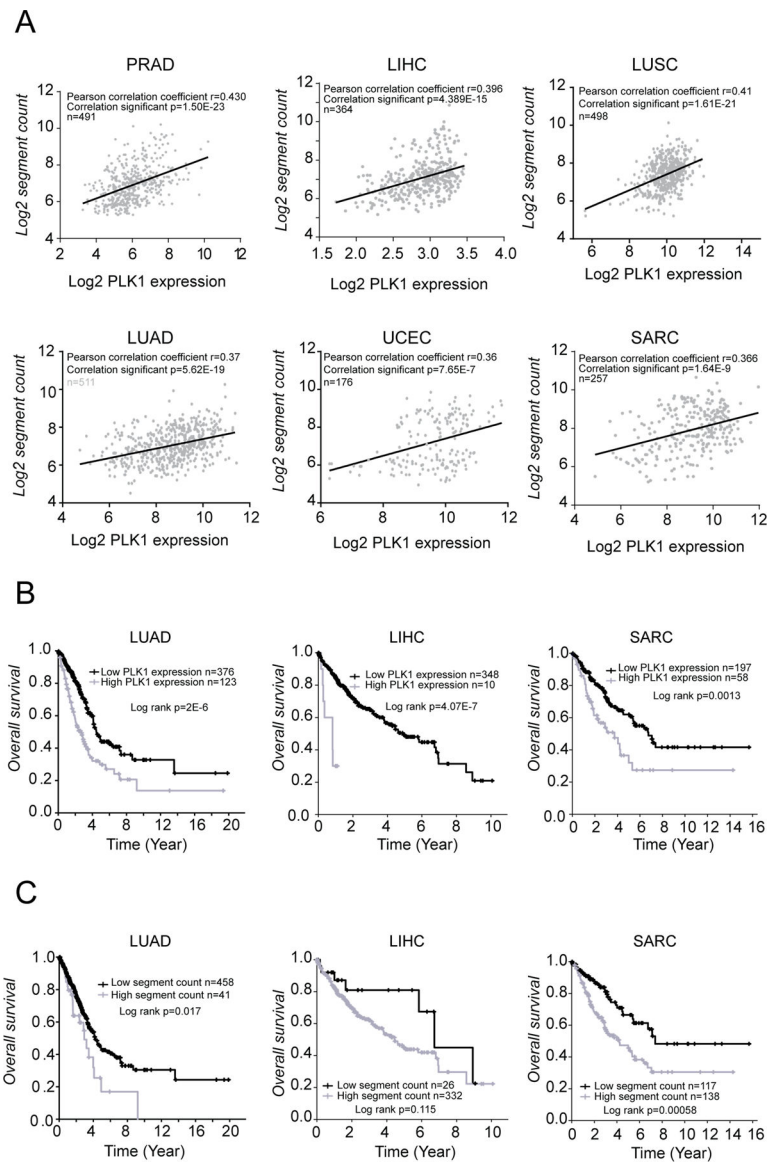 A
PRAD
Pearson correlation coefficient r=0.430
Correlation significant p=1.50E-23
n=491
12
10
8
6
4
2 4 6 8 10 12
Log2 segment count
Log2 PLK1 expression
LIHC
Pearson correlation coefficient r=0.396
Correlation significant p=4.389E-15
n=364
12
10
8
6
4
1.5 2.0 2.5 3.0 3.5 4.0
Log2 segment count
Log2 PLK1 expression
LUSC
Pearson correlation coefficient r=0.41
Correlation significant p=1.61E-21
n=498
12
10
8
6
4
6 8 10 12 14
Log2 segment count
Log2 PLK1 expression
LUAD
Pearson correlation coefficient r=0.37
Correlation significant p=5.62E-19
n=511
12
10
8
6
4
4 6 8 10 12
Log2 segment count
Log2 PLK1 expression
UCEC
Pearson correlation coefficient r=0.36
Correlation significant p=7.65E-7
n=176
12
10
8
6
4
6 8 10 12
Log2 segment count
Log2 PLK1 expression
SARC
Pearson correlation coefficient r=0.366
Correlation significant p=1.64E-9
n=257
12
10
8
6
4
4 6 8 10 12
Log2 segment count
Log2 PLK1 expression
B
LUAD
Low PLK1 expression n=376
High PLK1 expression n=123
Log rank p=2E-6
1.0
0.8
0.6
0.4
0.2
0.0
0 4 8 12 16 20
Overall survival
Time (Year)
LIHC
Low PLK1 expression n=348
High PLK1 expression n=10
Log rank p=4.07E-7
1.0
0.8
0.6
0.4
0.2
0.0
0 2 4 6 8 10
Overall survival
Time (Year)
SARC
Low PLK1 expression n=197
High PLK1 expression n=58
Log rank p=0.0013
1.0
0.8
0.6
0.4
0.2
0.0
0 2 4 6 8 10 12 14 16
Overall survival
Time (Year)
C
LUAD
Low segment count n=458
High segment count n=41
Log rank p=0.017
1.0
0.8
0.6
0.4
0.2
0.0
0 4 8 12 16 20
Overall survival
Time (Year)
LIHC
1.0
0.8
0.6
0.4
0.2
0.0
Low segment count n=26
High segment count n=332
Log rank p=0.115
0 2 4 6 8 10
Overall survival
Time (Year)
SARC
1.0
0.8
0.6
0.4
0.2
0.0
Low segment count n=117
High segment count n=138
Log rank p=0.00058
0 2 4 6 8 10 12 14 16
Overall survival
Time (Year)